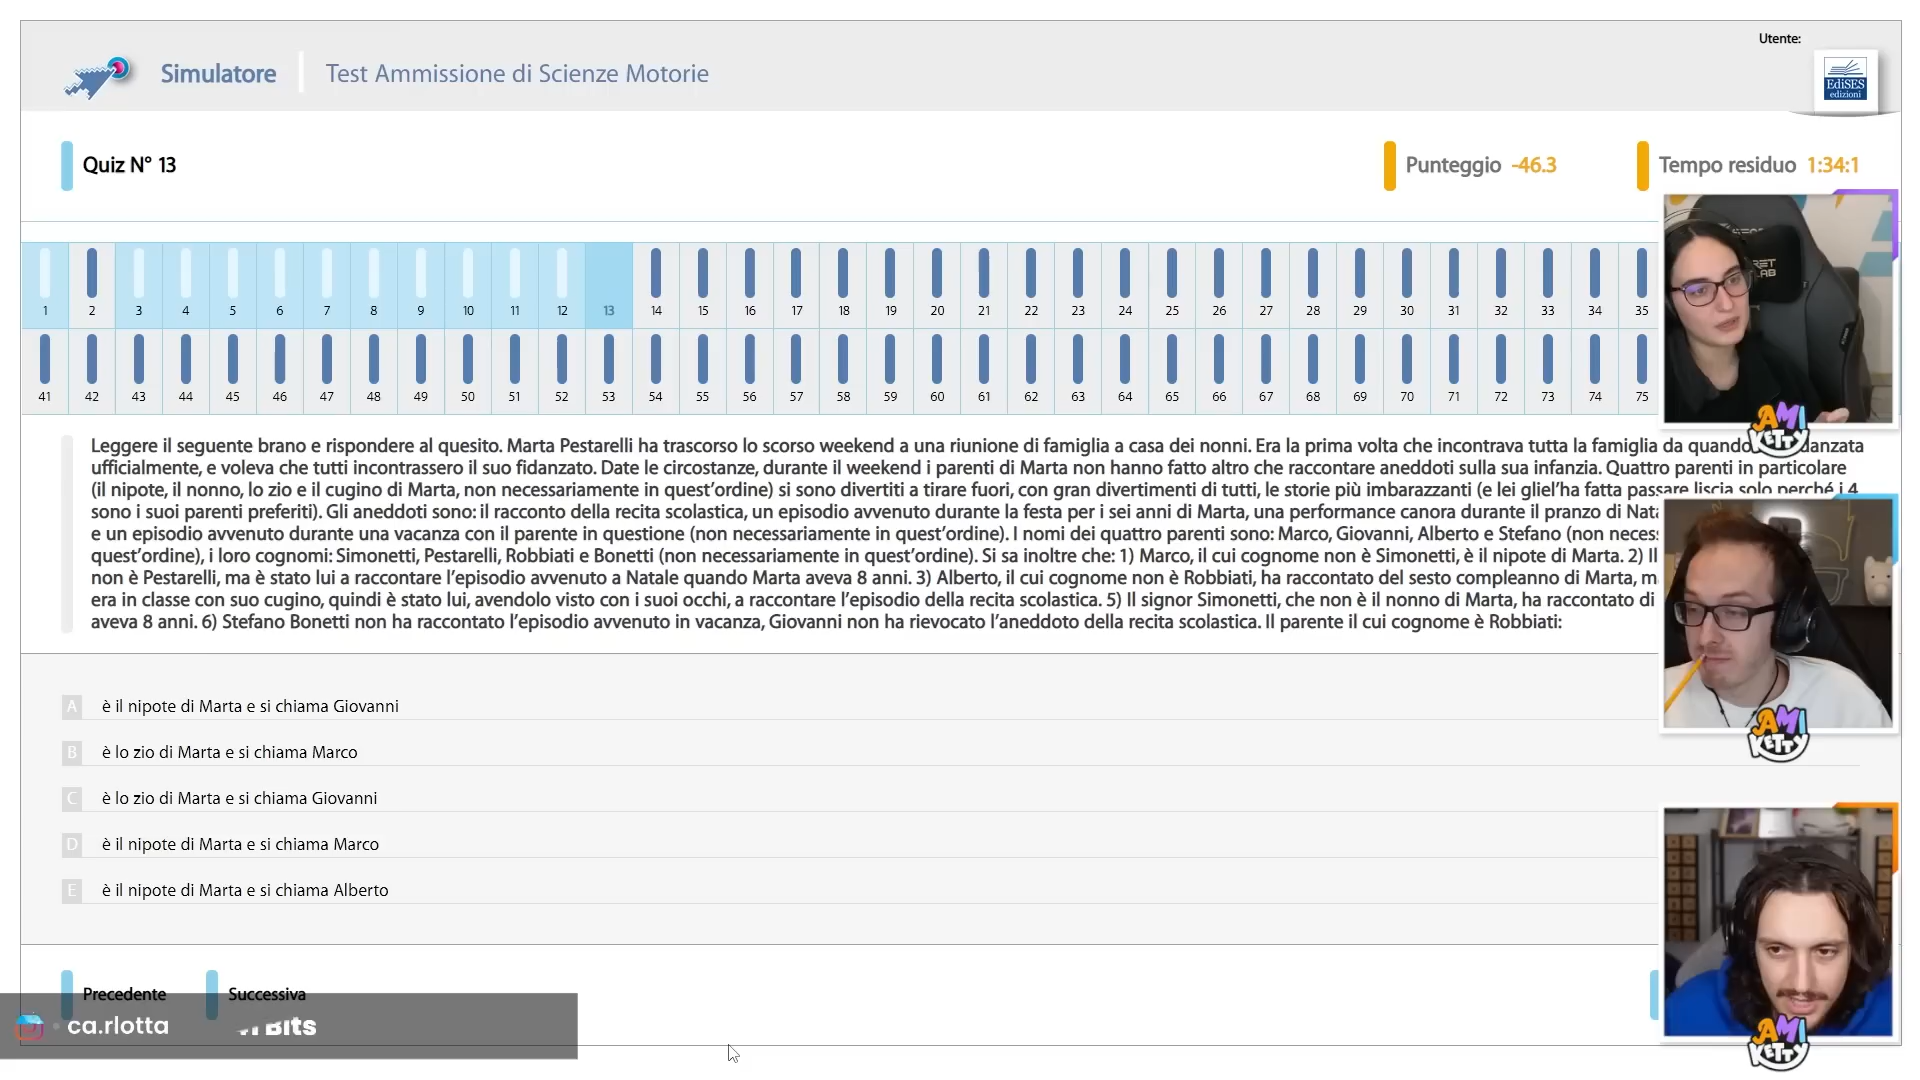 Utente:
Simulatore
Test Ammissione di Scienze Motorie
EdiSES
edizioni
Quiz N° 13
Punteggio -46.3
Tempo residuo 1:34:1
1 2 3 4 5 6 7 8 9 10 11 12 13 14 15 16 17 18 19 20 21 22 23 24 25 26 27 28 29 30 31 32 33 34 35
41 42 43 44 45 46 47 48 49 50 51 52 53 54 55 56 57 58 59 60 61 62 63 64 65 66 67 68 69 70 71 72 73 74 75
Leggere il seguente brano e rispondere al quesito. Marta Pestarelli ha trascorso lo scorso weekend a una riunione di famiglia a casa dei nonni. Era la prima volta che incontrava tutta la famiglia da quando
ufficialmente, e voleva che tutti incontrassero il suo fidanzato. Date le circostanze, durante il weekend i parenti di Marta non hanno fatto altro che raccontare aneddoti sulla sua infanzia. Quattro parenti in particolare
(il nipote, il nonno, lo zio e il cugino di Marta, non necessariamente in quest'ordine) si sono divertiti a tirare fuori, con gran divertimenti di tutti, le storie più imbarazzanti (e lei gliel'ha fatta passare liscia solo perché i 4
sono i suoi parenti preferiti). Gli aneddoti sono: il racconto della recita scolastica, un episodio avvenuto durante la festa per i sei anni di Marta, una performance canora durante il pranzo di
e un episodio avvenuto durante una vacanza con il parente in questione (non necessariamente in quest'ordine). I nomi dei quattro parenti sono: Marco, Giovanni, Alberto e Stefano (non
quest'ordine), i loro cognomi: Simonetti, Pestarelli, Robbiati e Bonetti (non necessariamente in quest'ordine). Si sa inoltre che: 1) Marco, il cui cognome non è Simonetti, è il nipote di Marta. 2) Il
non è Pestarelli, ma è stato lui a raccontare l'episodio avvenuto a Natale quando Marta aveva 8 anni. 3) Alberto, il cui cognome non è Robbiati, ha raccontato del sesto compleanno di Marta,
era in classe con suo cugino, quindi è stato lui, avendolo visto con i suoi occhi, a raccontare l'episodio della recita scolastica. 5) Il signor Simonetti, che non è il nonno di Marta, ha raccontato di
aveva 8 anni. 6) Stefano Bonetti non ha raccontato l'episodio avvenuto in vacanza, Giovanni non ha rievocato l'aneddoto della recita scolastica. Il parente il cui cognome è Robbiati:
A è il nipote di Marta e si chiama Giovanni
B è lo zio di Marta e si chiama Marco
C è lo zio di Marta e si chiama Giovanni
D è il nipote di Marta e si chiama Marco
E è il nipote di Marta e si chiama Alberto
Precedente
Successiva
ca.rlotta
Bits
AMI
KETTY
AMI
KETTY
AMI
KETTY